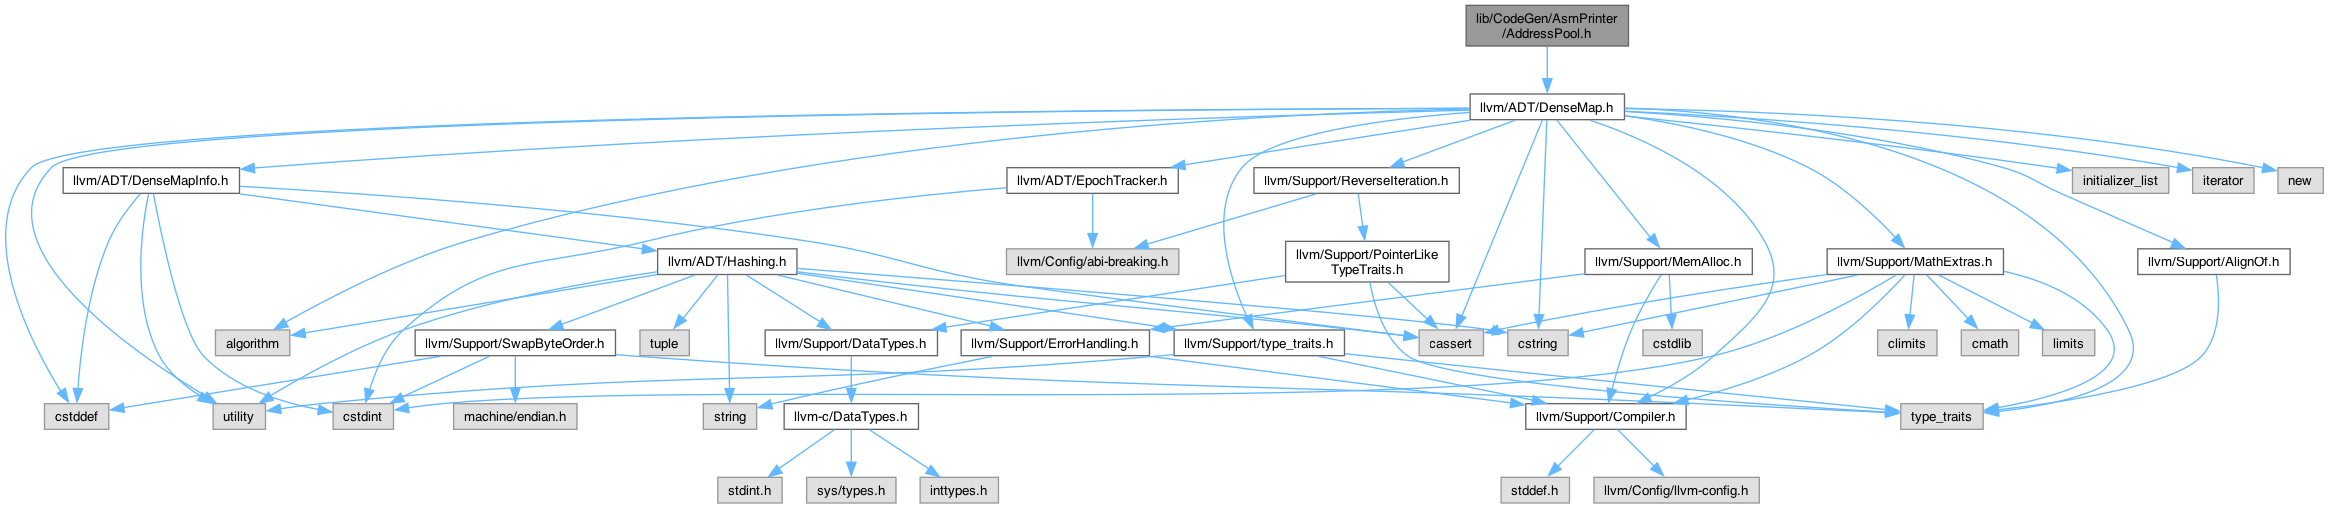 lib/CodeGen/AsmPrinter
/AddressPool.h
llvm/ADT/DenseMap.h
llvm/ADT/DenseMapInfo.h
llvm/ADT/EpochTracker.h
llvm/Support/ReverseIteration.h
initializer_list
iterator
new
llvm/ADT/Hashing.h
llvm/Config/abi-breaking.h
llvm/Support/PointerLike
TypeTraits.h
llvm/Support/MemAlloc.h
llvm/Support/MathExtras.h
llvm/Support/AlignOf.h
algorithm
llvm/Support/SwapByteOrder.h
tuple
llvm/Support/DataTypes.h
llvm/Support/ErrorHandling.h
llvm/Support/type_traits.h
cassert
cstring
cstdlib
climits
cmath
limits
cstddef
utility
cstdint
machine/endian.h
string
llvm-c/DataTypes.h
llvm/Support/Compiler.h
type_traits
stdint.h
sys/types.h
inttypes.h
stddef.h
llvm/Config/llvm-config.h